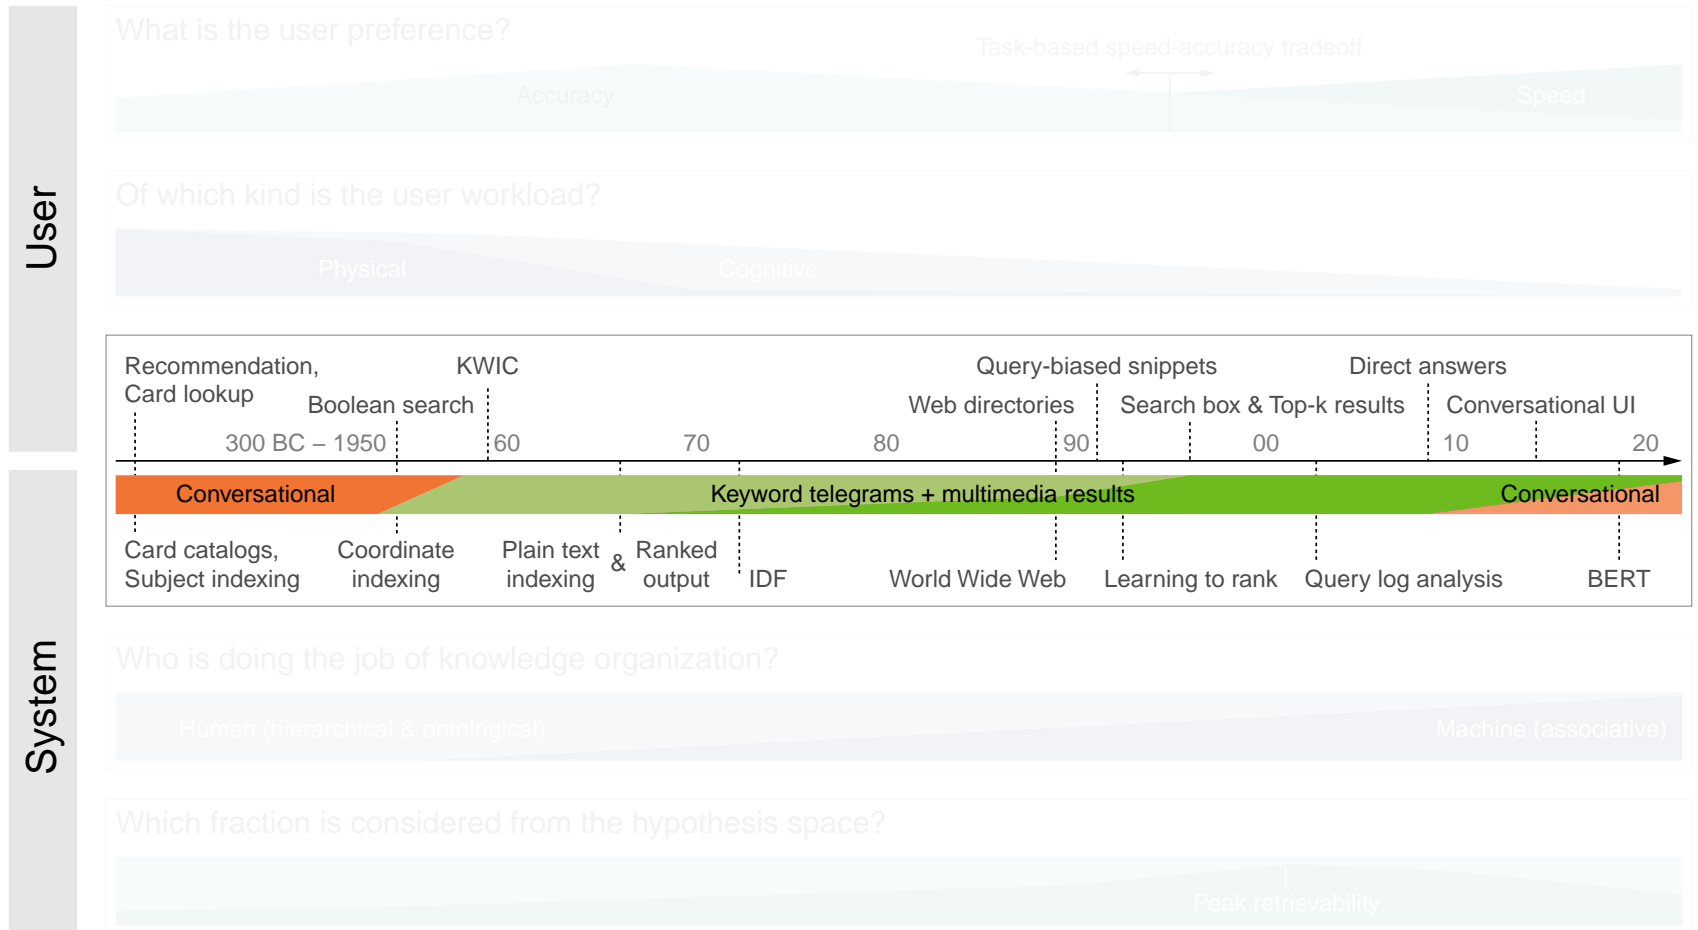 User
System
What is the user preference?
Task-based speed-accuracy tradeoff
Accuracy
Speed
Of which kind is the user workload?
Physical
Cognitive
Recommendation,
Card lookup
Boolean search
KWIC
Web directories
Query-biased snippets
Search box & Top-k results
Direct answers
Conversational UI
300 BC – 1950
60
70
80
90
00
10
20
Conversational
Keyword telegrams + multimedia results
Conversational
Card catalogs,
Subject indexing
Coordinate
indexing
Plain text
indexing
&
Ranked
output
IDF
World Wide Web
Learning to rank
Query log analysis
BERT
Who is doing the job of knowledge organization?
Human (hierarchical & ontological)
Machine (associative)
Which fraction is considered from the hypothesis space?
Peak retrievability